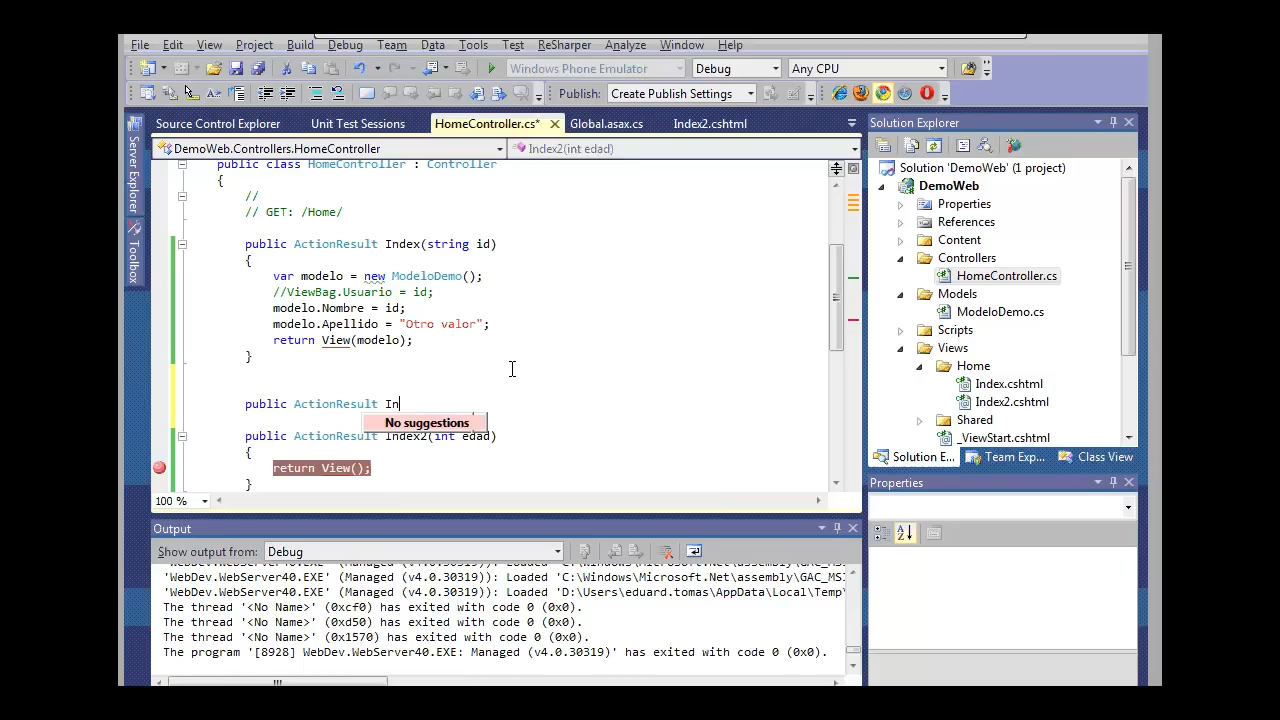 File Edit View Project Build Debug Team Data Tools Test ReSharper Analyze Window Help
Windows Phone Emulator Debug Any CPU
Publish: Create Publish Settings
Source Control Explorer Unit Test Sessions HomeController.cs* Global.asax.cs Index2.cshtml
DemoWeb.Controllers.HomeController Index2(int edad)
Server Explorer
Toolbox
public class HomeController : Controller
{
//
// GET: /Home/
public ActionResult Index(string id)
{
var modelo = new ModeloDemo();
//ViewBag.Usuario = id;
modelo.Nombre = id;
modelo.Apellido = "Otro valor";
return View(modelo);
}
public ActionResult In
No suggestions
public ActionResult Index2(int edad)
{
return View();
}
100 %
Output
Show output from: Debug
'WebDev.WebServer40.EXE' (Managed (v4.0.30319)): Loaded 'C:\Windows\Microsoft.Net\assembly\GAC_MSI
'WebDev.WebServer40.EXE' (Managed (v4.0.30319)): Loaded 'D:\Users\eduard.tomas\AppData\Local\Temp\
The thread '<No Name>' (0xcf0) has exited with code 0 (0x0).
The thread '<No Name>' (0xd50) has exited with code 0 (0x0).
The thread '<No Name>' (0x1570) has exited with code 0 (0x0).
The program '[8928] WebDev.WebServer40.EXE: Managed (v4.0.30319)' has exited with code 0 (0x0).
Solution Explorer
Solution 'DemoWeb' (1 project)
DemoWeb
Properties
References
Content
Controllers
HomeController.cs
Models
ModeloDemo.cs
Scripts
Views
Home
Index.cshtml
Index2.cshtml
Shared
_ViewStart.cshtml
Solution E... Team Exp... Class View
Properties